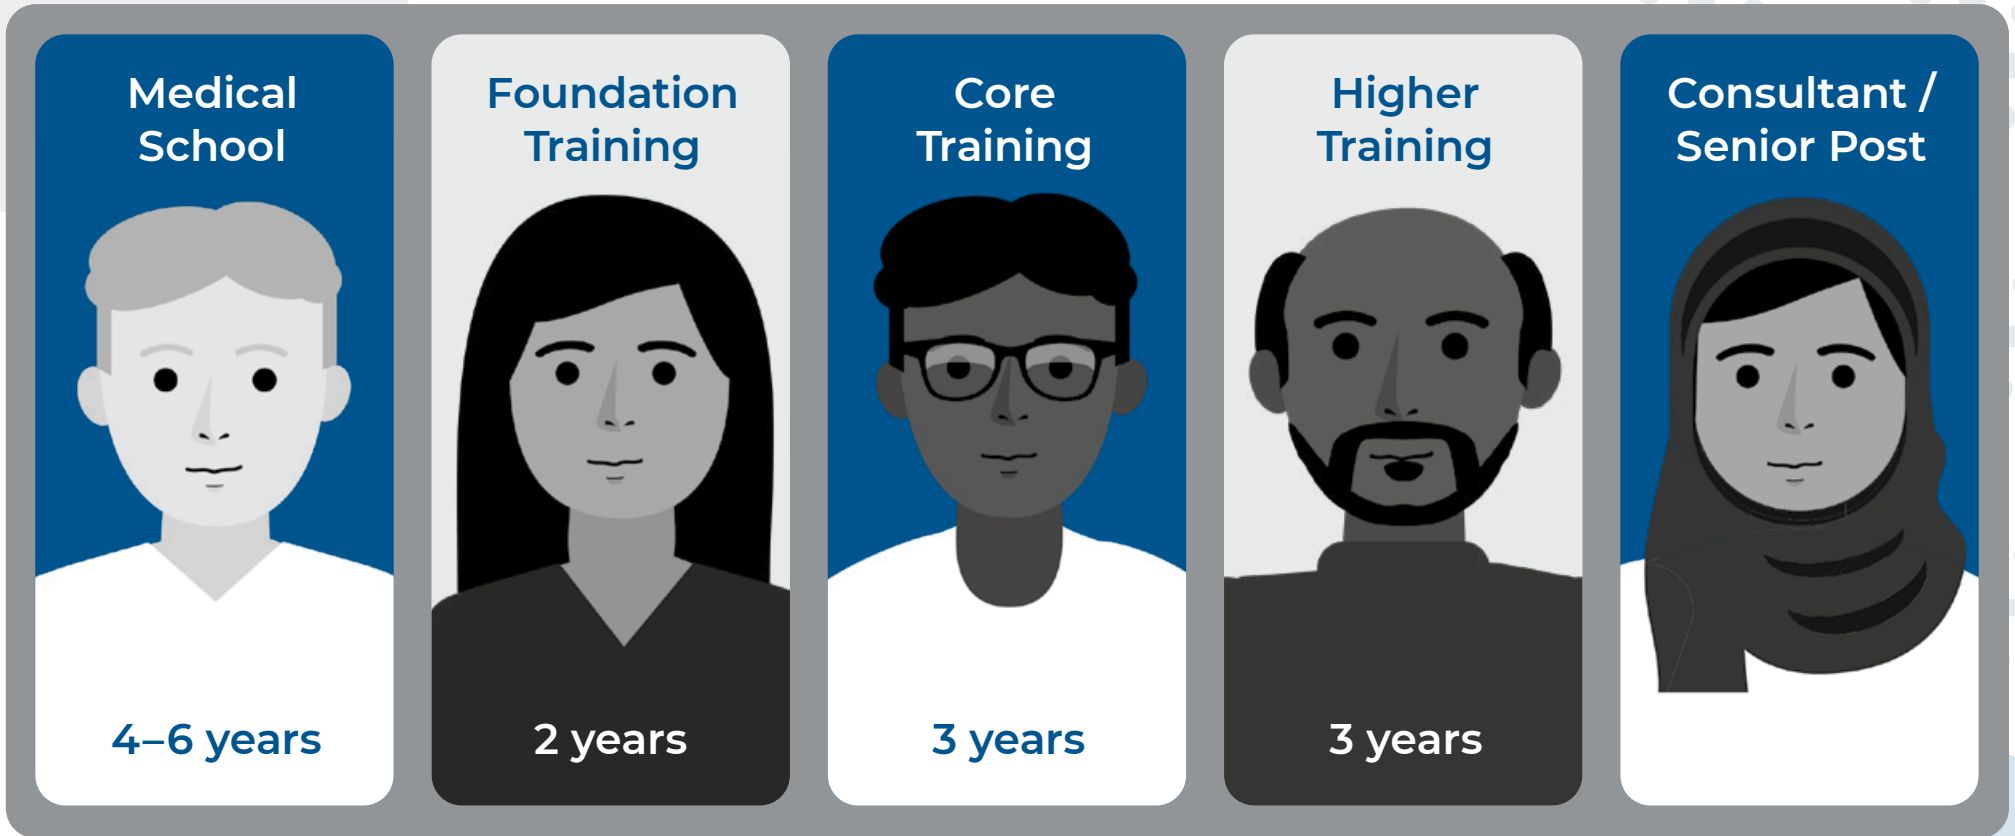 Medical
School
4–6 years
Foundation
Training
2 years
Core
Training
3 years
Higher
Training
3 years
Consultant /
Senior Post